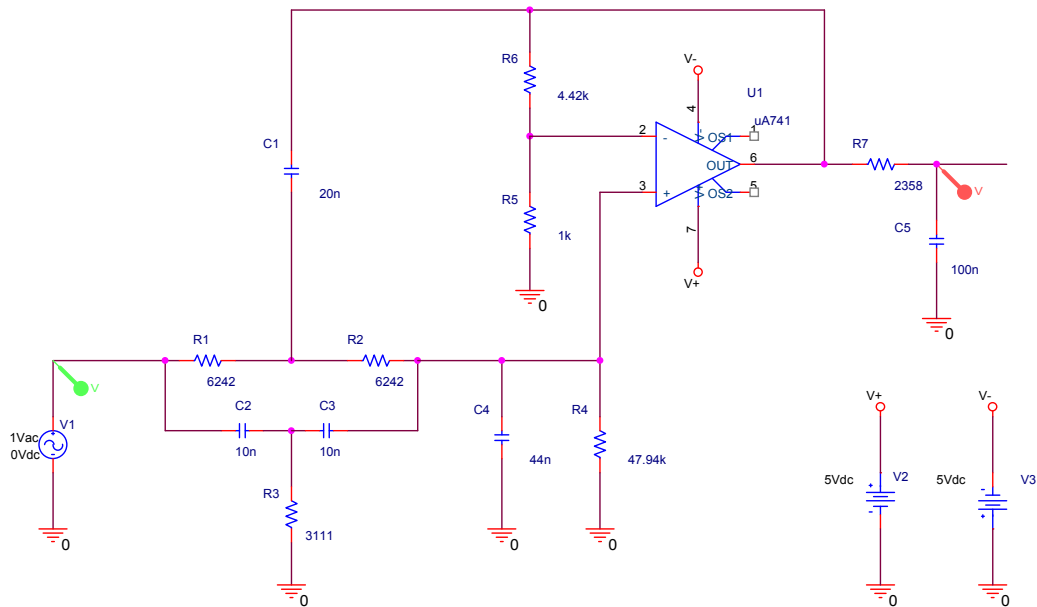 R6
4.42k
V-
4
U1
uA741
2
-
V-
OS1
1
OUT
6
R7
2358
V
C1
20n
R5
1k
3
+
V+
OS2
5
7
V+
C5
100n
0
0
R1
6242
R2
6242
V
C2
10n
C3
10n
V1
1Vac
0Vdc
R3
3111
C4
44n
R4
47.94k
V+
V-
5Vdc
V2
5Vdc
V3
0
0
0
0
0
0